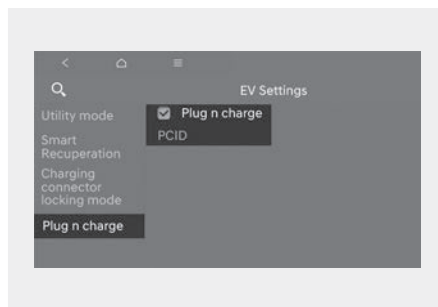 EV Settings
Utility mode
Smart
Recuperation
Charging
connector
locking mode
Plug n charge
Plug n charge
PCID